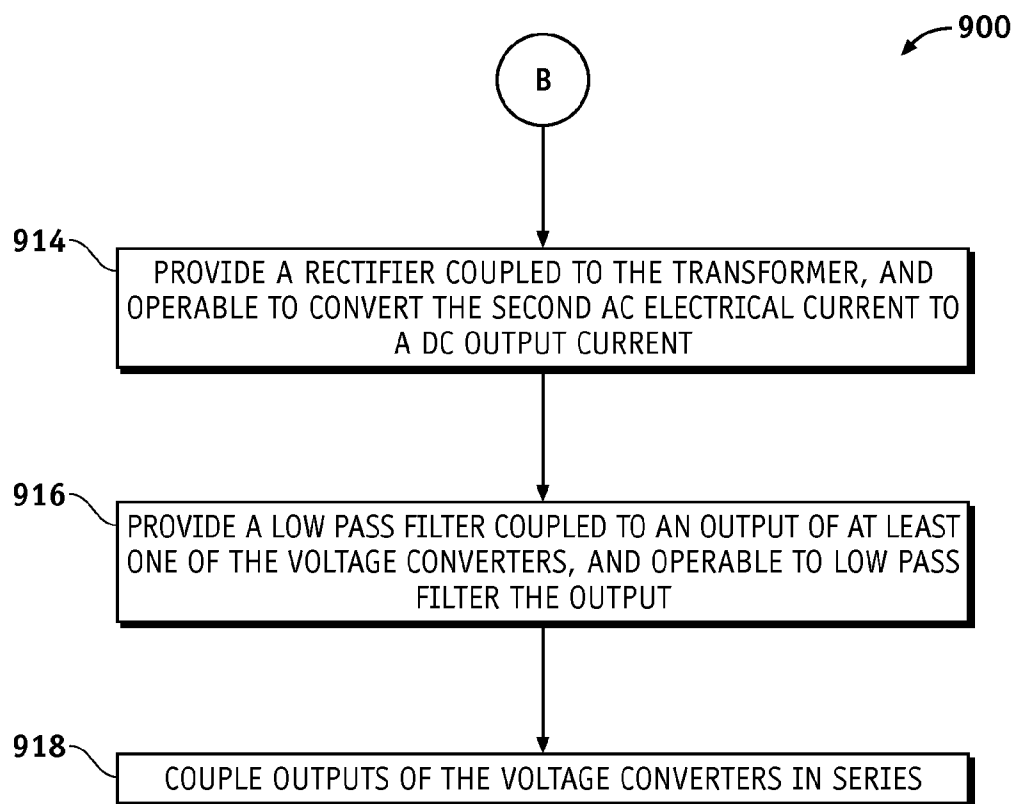 900
B
914
PROVIDE A RECTIFIER COUPLED TO THE TRANSFORMER, AND
OPERABLE TO CONVERT THE SECOND AC ELECTRICAL CURRENT TO
A DC OUTPUT CURRENT
916
PROVIDE A LOW PASS FILTER COUPLED TO AN OUTPUT OF AT LEAST
ONE OF THE VOLTAGE CONVERTERS, AND OPERABLE TO LOW PASS
FILTER THE OUTPUT
918
COUPLE OUTPUTS OF THE VOLTAGE CONVERTERS IN SERIES